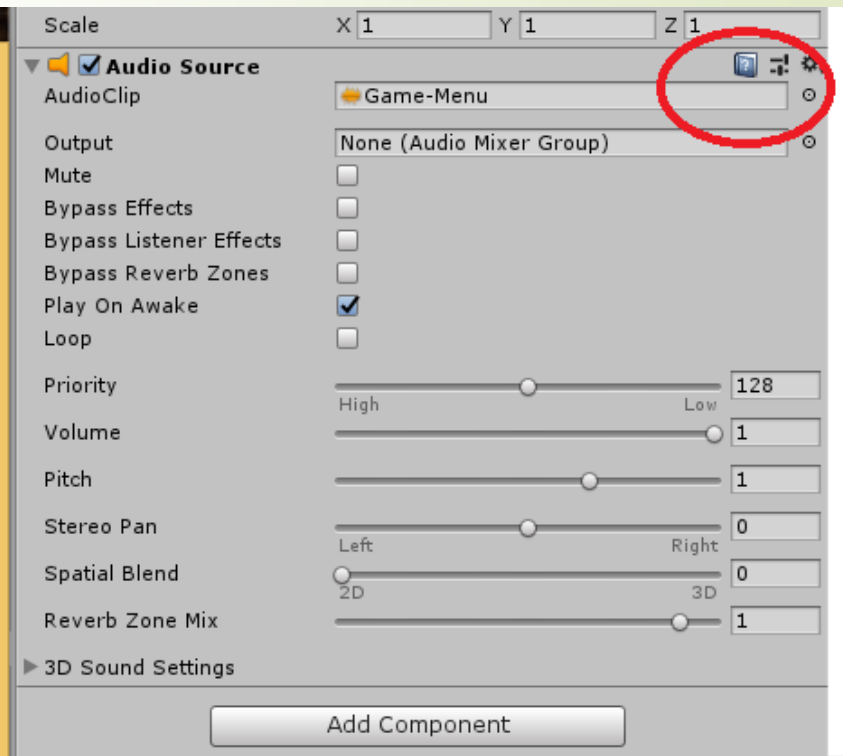 Scale X 1 Y 1 Z 1
Audio Source
AudioClip Game-Menu
Output None (Audio Mixer Group)
Mute
Bypass Effects
Bypass Listener Effects
Bypass Reverb Zones
Play On Awake
Loop
Priority 128
High Low
Volume 1
Pitch 1
Stereo Pan 0
Left Right
Spatial Blend 0
2D 3D
Reverb Zone Mix 1
3D Sound Settings
Add Component